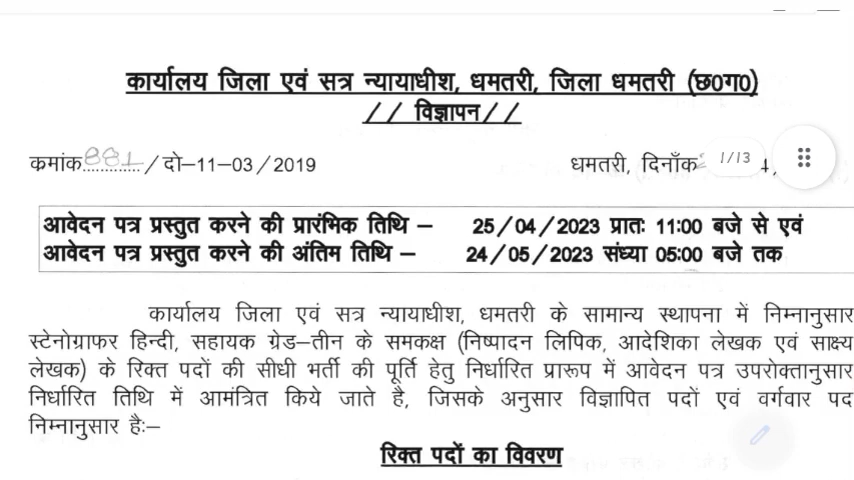 कार्यालय जिला एवं सत्र न्यायाधीश, धमतरी, जिला धमतरी (छ0ग0)
// विज्ञापन//
कमांक 881 / दो–11–03 / 2019 धमतरी, दिनॉंक
1/13
आवेदन पत्र प्रस्तुत करने की प्रारंभिक तिथि – 25/04/2023 प्रातः 11:00 बजे से एवं
आवेदन पत्र प्रस्तुत करने की अंतिम तिथि – 24/05/2023 संध्या 05:00 बजे तक
कार्यालय जिला एवं सत्र न्यायाधीश, धमतरी के सामान्य स्थापना में निम्नानुसार
स्टेनोग्राफर हिन्दी, सहायक ग्रेड–तीन के समकक्ष (निष्पादन लिपिक, आदेशिका लेखक एवं साक्ष्य
लेखक) के रिक्त पदों की सीधी भर्ती की पूर्ति हेतु निर्धारित प्रारूप में आवेदन पत्र उपरोक्तानुसार
निर्धारित तिथि में आमंत्रित किये जाते है, जिसके अनुसार विज्ञापित पदों एवं वर्गवार पद
निम्नानुसार है:–
रिक्त पदों का विवरण